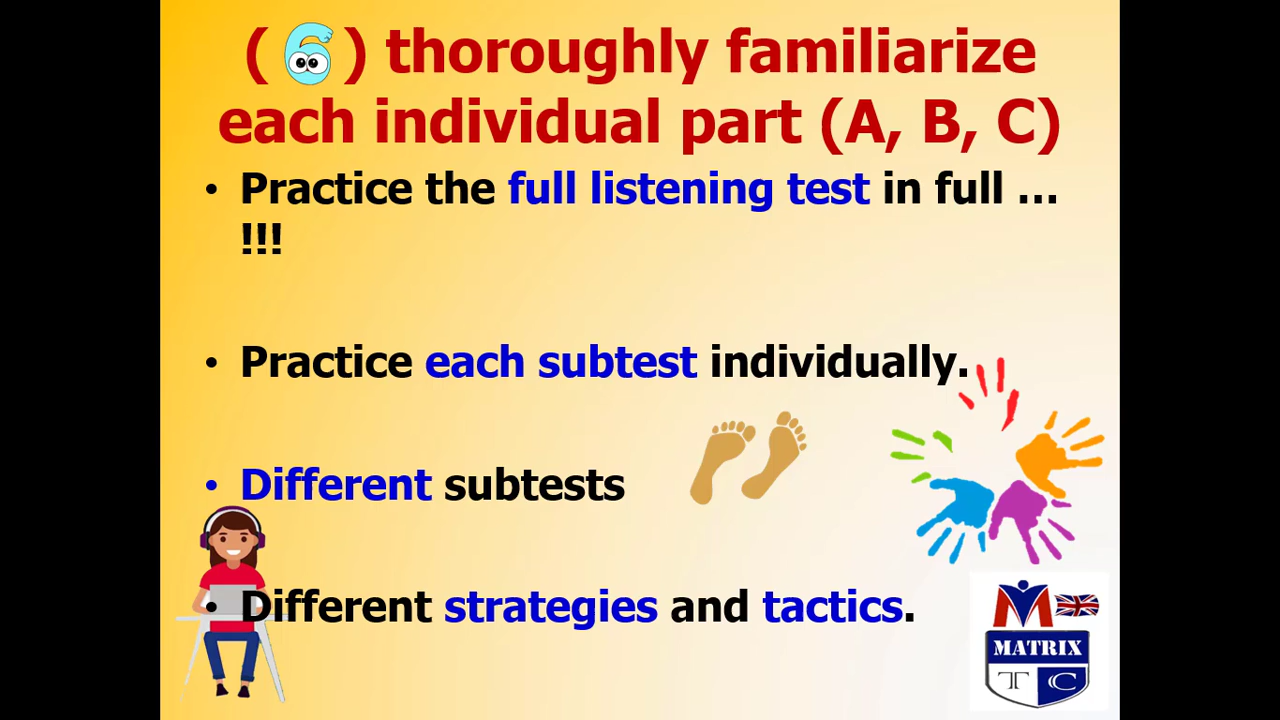 ( 6 ) thoroughly familiarize
each individual part (A, B, C)
• Practice the full listening test in full …
!!!
• Practice each subtest individually.
• Different subtests
• Different strategies and tactics.
M
MATRIX
T C